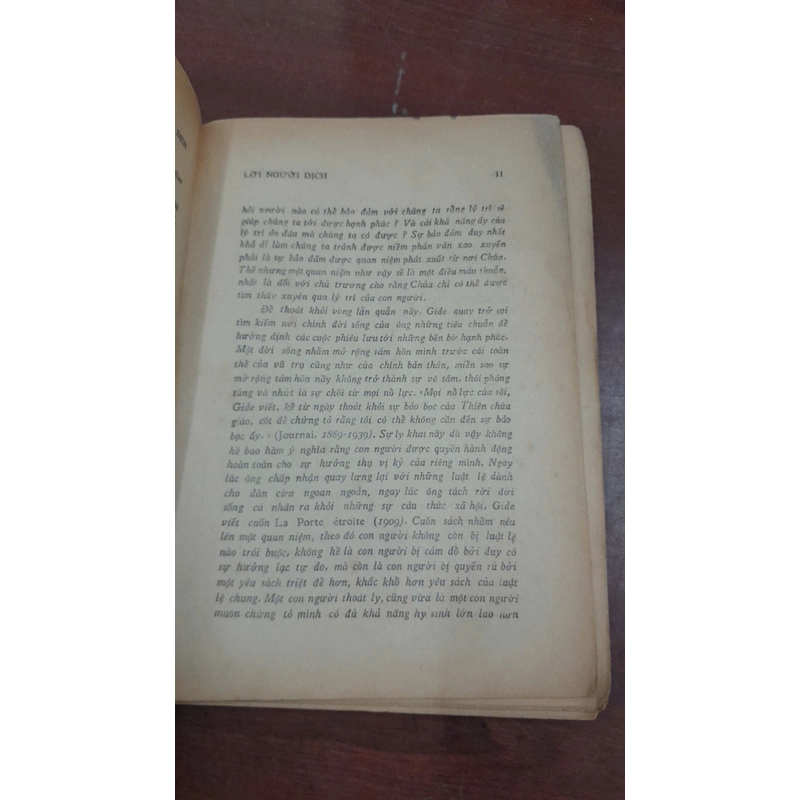 DỊCH
LỜI NGƯỜI DỊCH 11
hỏi người nào có thể bảo đảm với chúng ta rằng lý trí sẽ
giúp chúng ta tới được hạnh phúc ? Và cái khả năng ấy của
lý trí do đâu mà chúng ta có được ? Sự bảo đảm duy nhất
khả dĩ làm chúng ta tránh được niềm phân vân xao xuyến
phải là sự bảo đảm được quan niệm phát xuất từ nơi Chúa.
Thế nhưng một quan niệm như vậy sẽ là một điều mâu thuẫn,
nhất là đối với chủ trương cho rằng Chúa chỉ có thể được
tìm thấy xuyên qua lý trí của con người.
Để thoát khỏi vòng lẩn quẩn nầy, Gide quay trở sại
tìm kiếm nơi chính đời sống của ông những tiêu chuẩn để
hướng định các cuộc phiêu lưu tới những bến bờ hạnh phúc.
Một đời sống nhằm mở rộng tâm hồn mình trước cái toàn
thể của vũ trụ cũng như của chính bản thân, miễn sao sự
mở rộng tâm hồn nầy không trở thành sự vô tâm, thói phóng
túng và nhứt là sự chối từ mọi nỗ lực. «Mọi nỗ lực của tôi,
Gide viết, kể từ ngày thoát khỏi sự bảo bọc của Thiên chúa
giáo, cốt để chứng tỏ rằng tôi có thể không cần đến sự bảo
bọc ấy. » (Journal, 1889-1939). Sự ly khai nầy dù vậy không
hề bao hàm ý nghĩa rằng con người được quyền hành động
hoàn toàn cho sự hưởng thụ vị kỷ của riêng mình. Ngay
lúc ông chấp nhận quay lưng lại với những luật lệ dành
cho đàn cừu ngoan ngoãn, ngay lúc ông tách rời đời
sống cá nhân ra khỏi những sự câu thúc xã hội, Gide
viết cuốn La Porte étroite (1909). Cuốn sách nhằm nêu
lên một quan niệm, theo đó con người không còn bị luật lệ
nào trói buộc, không hề là con người bị cám dỗ bởi duy có
sự hưởng lạc tự do, mà còn là con người bị quyến rũ bởi
một yêu sách triệt để hơn, khắc khổ hơn yêu sách của luật
lệ chung. Một con người thoát ly, cũng vừa là một con người
muốn chứng tỏ mình có đủ khả năng hy sinh lớn lao hơn